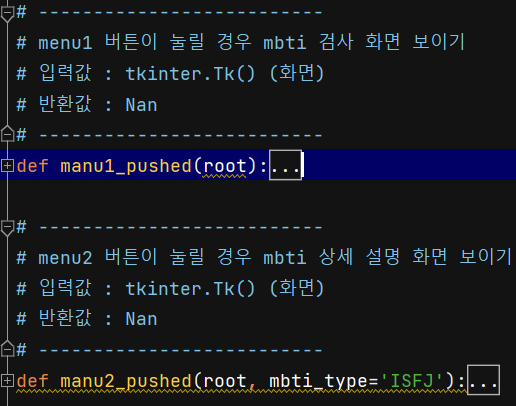 # ---------------------------
# menu1 버튼이 눌릴 경우 mbti 검사 화면 보이기
# 입력값 : tkinter.Tk() (화면)
# 반환값 : Nan
# ---------------------------
def manu1_pushed(root):...
# ---------------------------
# menu2 버튼이 눌릴 경우 mbti 상세 설명 화면 보이기
# 입력값 : tkinter.Tk() (화면)
# 반환값 : Nan
# ---------------------------
def manu2_pushed(root, mbti_type='ISFJ'):...